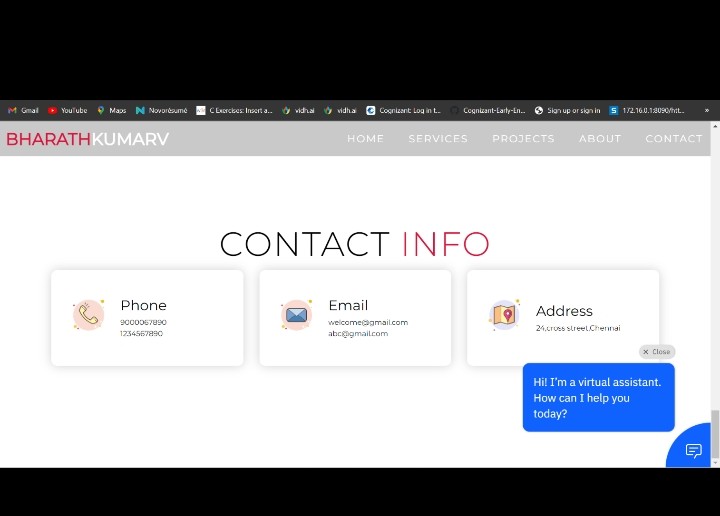 Gmail YouTube Maps Novorésumé C Exercises: Insert a... vidh.ai vidh.ai Cognizant: Log in t... Cognizant-Early-En... Sign up or sign in 172.16.0.1:8090/htt... »
BHARATHKUMARV HOME SERVICES PROJECTS ABOUT CONTACT
CONTACT INFO
Phone
9000067890
1234567890
Email
welcome@gmail.com
abc@gmail.com
Address
24,cross street,Chennai
× Close
Hi! I'm a virtual assistant.
How can I help you
today?